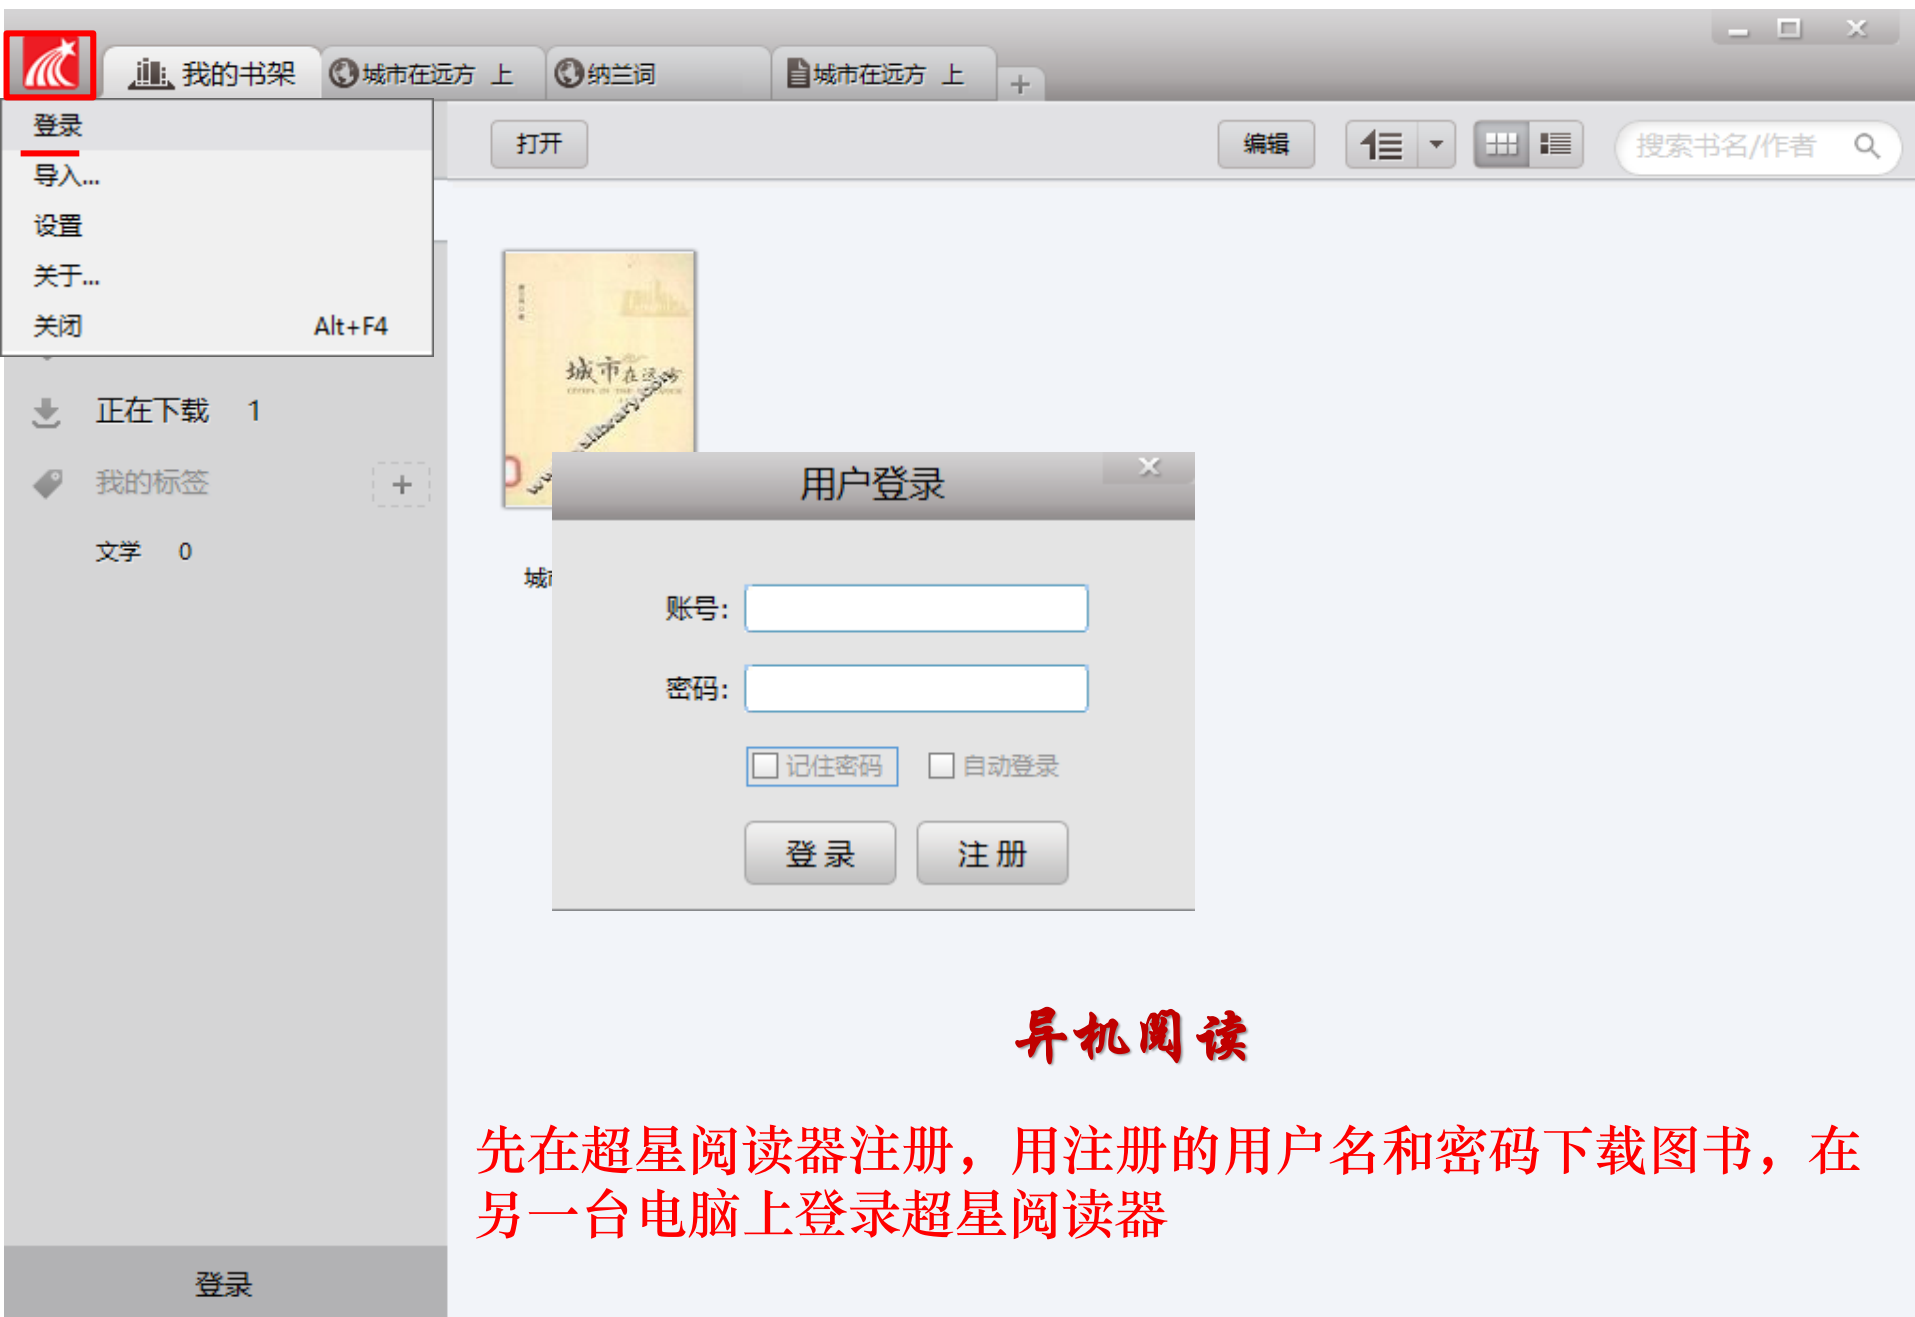 我的书架
城市在远方 上
纳兰词
城市在远方 上
登录
导入...
设置
关于...
关闭 Alt+F4
打开
编辑
搜索书名/作者
正在下载 1
我的标签
文学 0
城市在远方
用户登录
账号:
密码:
记住密码 自动登录
登录 注册
异机阅读
先在超星阅读器注册，用注册的用户名和密码下载图书，在
另一台电脑上登录超星阅读器
登录